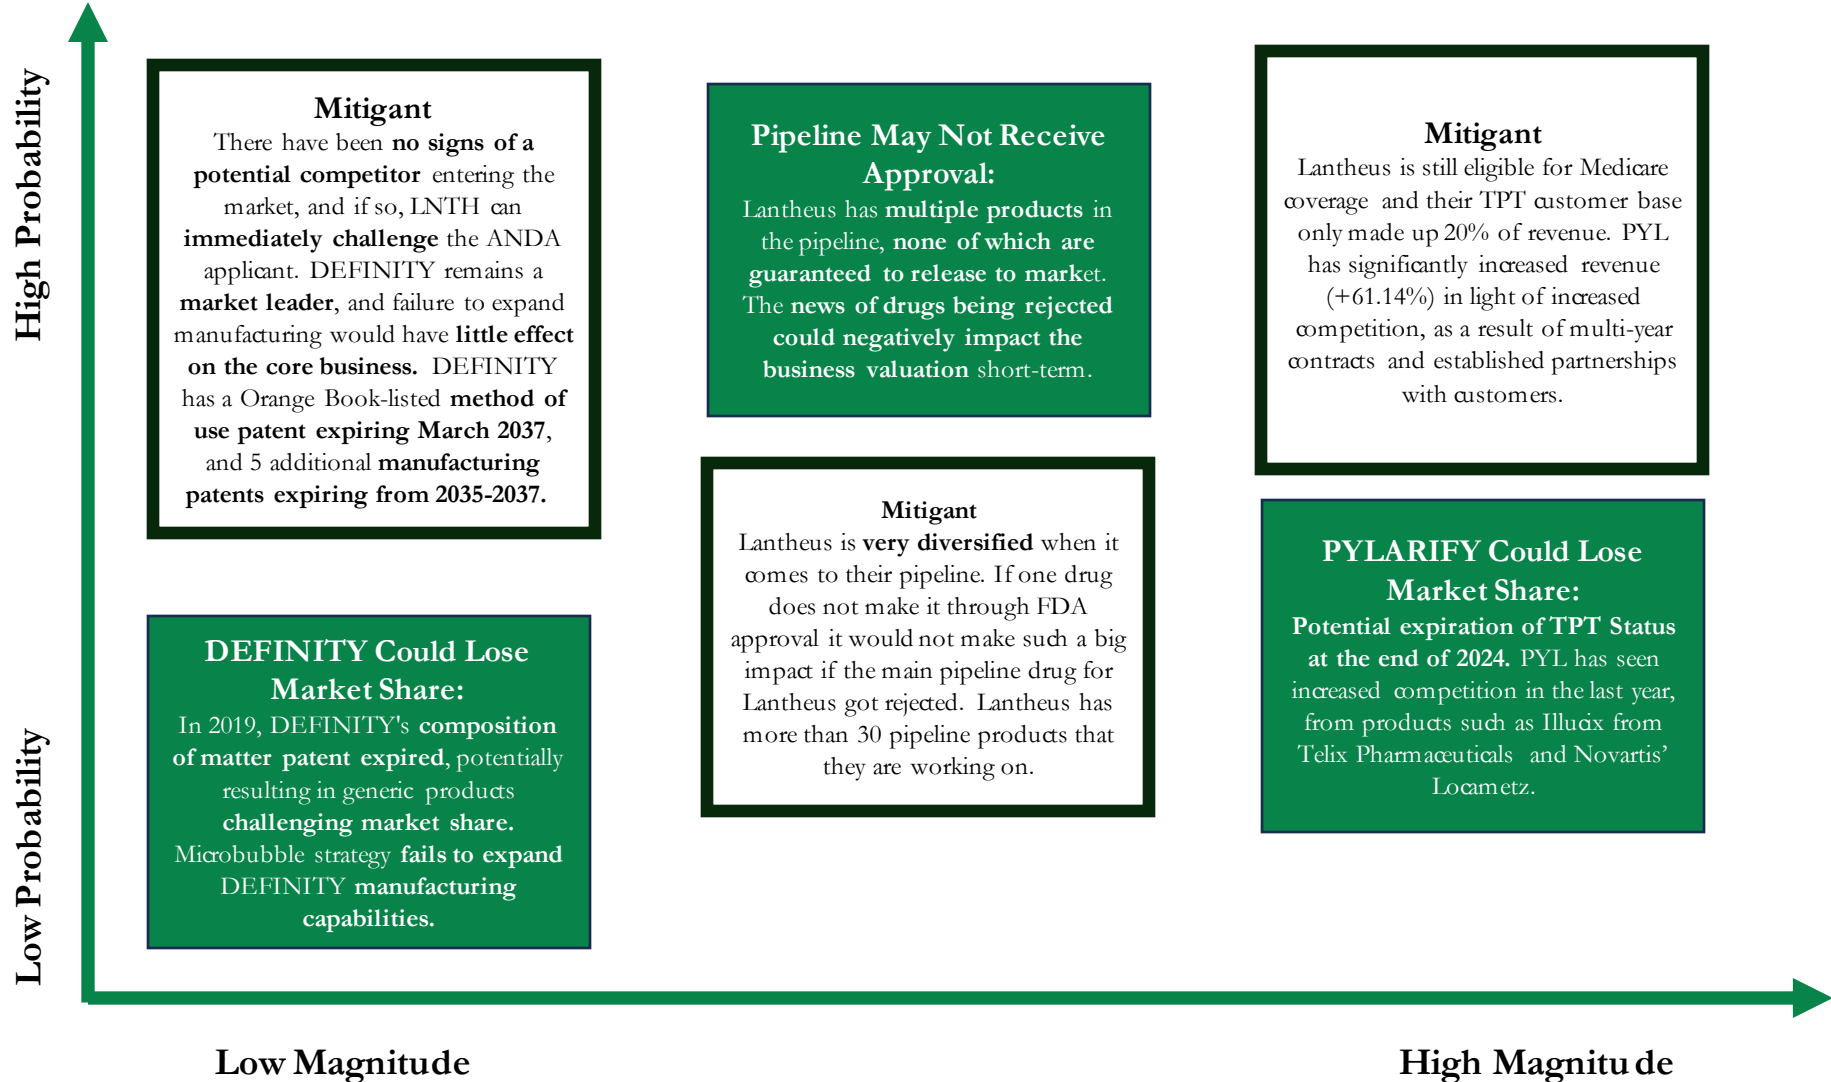 High Probability
Low Probability
Mitigant
There have been no signs of a
potential competitor entering the
market, and if so, LNTH can
immediately challenge the ANDA
applicant. DEFINITY remains a
market leader, and failure to expand
manufacturing would have little effect
on the core business. DEFINITY
has a Orange Book-listed method of
use patent expiring March 2037,
and 5 additional manufacturing
patents expiring from 2035-2037.
DEFINITY Could Lose
Market Share:
In 2019, DEFINITY's composition
of matter patent expired, potentially
resulting in generic products
challenging market share.
Microbubble strategy fails to expand
DEFINITY manufacturing
capabilities.
Pipeline May Not Receive
Approval:
Lantheus has multiple products in
the pipeline, none of which are
guaranteed to release to market.
The news of drugs being rejected
could negatively impact the
business valuation short-term.
Mitigant
Lantheus is very diversified when it
comes to their pipeline. If one drug
does not make it through FDA
approval it would not make such a big
impact if the main pipeline drug for
Lantheus got rejected. Lantheus has
more than 30 pipeline products that
they are working on.
Mitigant
Lantheus is still eligible for Medicare
coverage and their TPT customer base
only made up 20% of revenue. PYL
has significantly increased revenue
(+61.14%) in light of increased
competition, as a result of multi-year
contracts and established partnerships
with customers.
PYLARIFY Could Lose
Market Share:
Potential expiration of TPT Status
at the end of 2024. PYL has seen
increased competition in the last year,
from products such as Illucix from
Telix Pharmaceuticals and Novartis’
Locametz.
Low Magnitude
High Magnitude